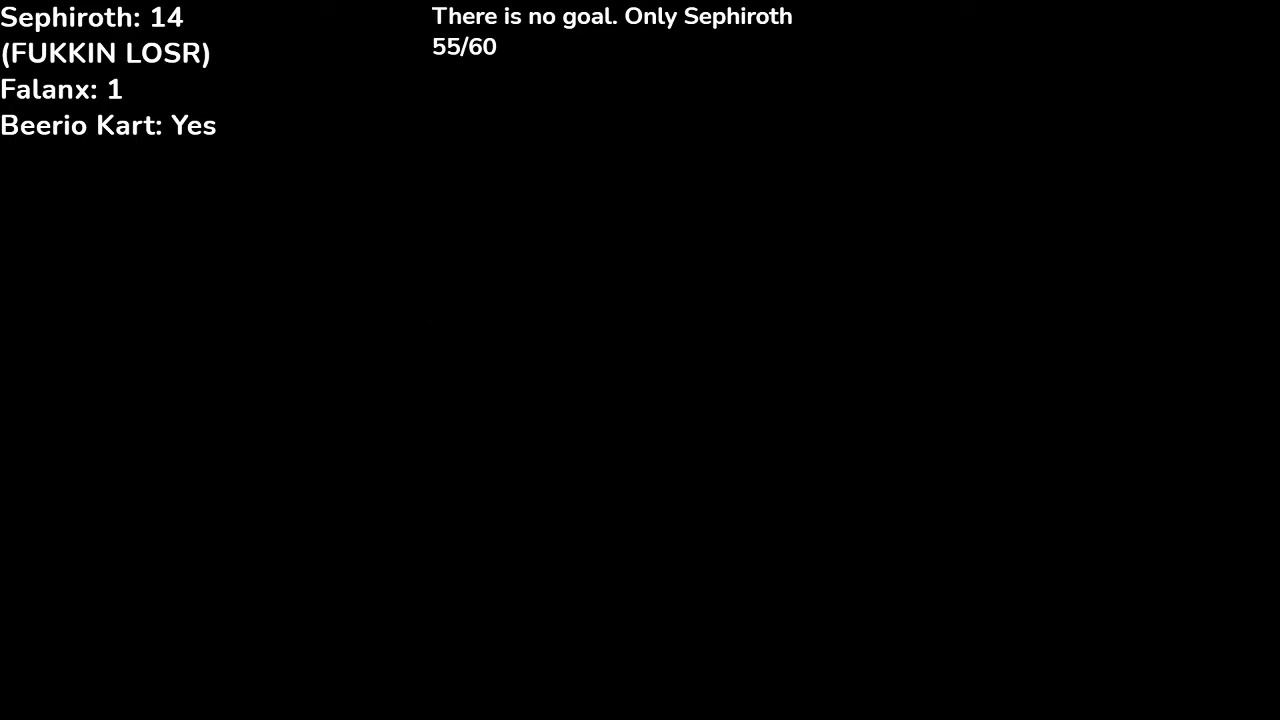 Sephiroth: 14
(FUKKIN LOSR)
Falanx: 1
Beerio Kart: Yes
There is no goal. Only Sephiroth
55/60